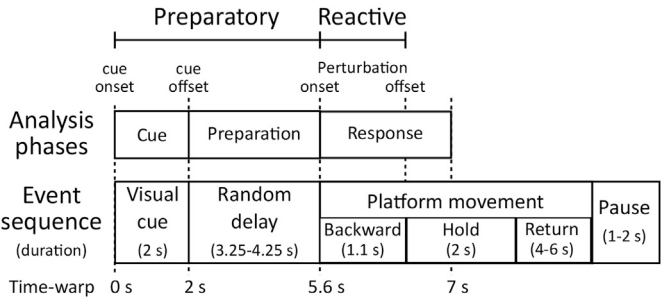 Preparatory Reactive
cue onset
cue offset
Perturbation
onset offset
Analysis phases
Cue Preparation Response
Event sequence
(duration)
Visual cue
(2 s)
Random delay
(3.25-4.25 s)
Platform movement
Backward
(1.1 s)
Hold
(2 s)
Return
(4-6 s)
Pause
(1-2 s)
Time-warp 0 s 2 s 5.6 s 7 s